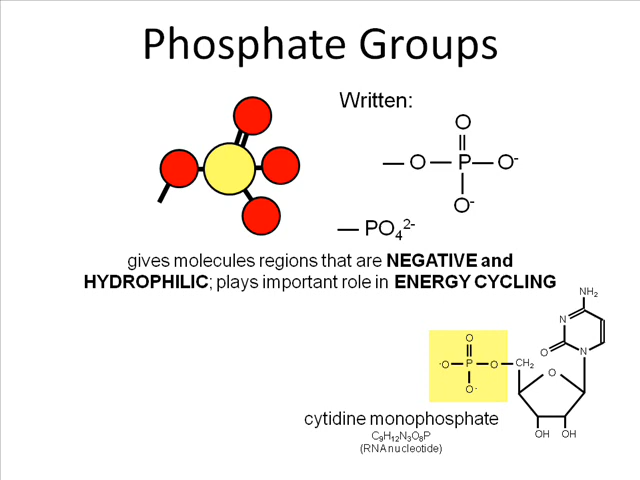 Phosphate Groups
Written:
O
— O — P — O⁻
O⁻
— PO₄²⁻
gives molecules regions that are NEGATIVE and
HYDROPHILIC; plays important role in ENERGY CYCLING
NH₂
N
O
N
O
⁻O — P — O — CH₂
O
O⁻
cytidine monophosphate
OH OH
C₉H₁₂N₃O₈P
(RNA nucleotide)